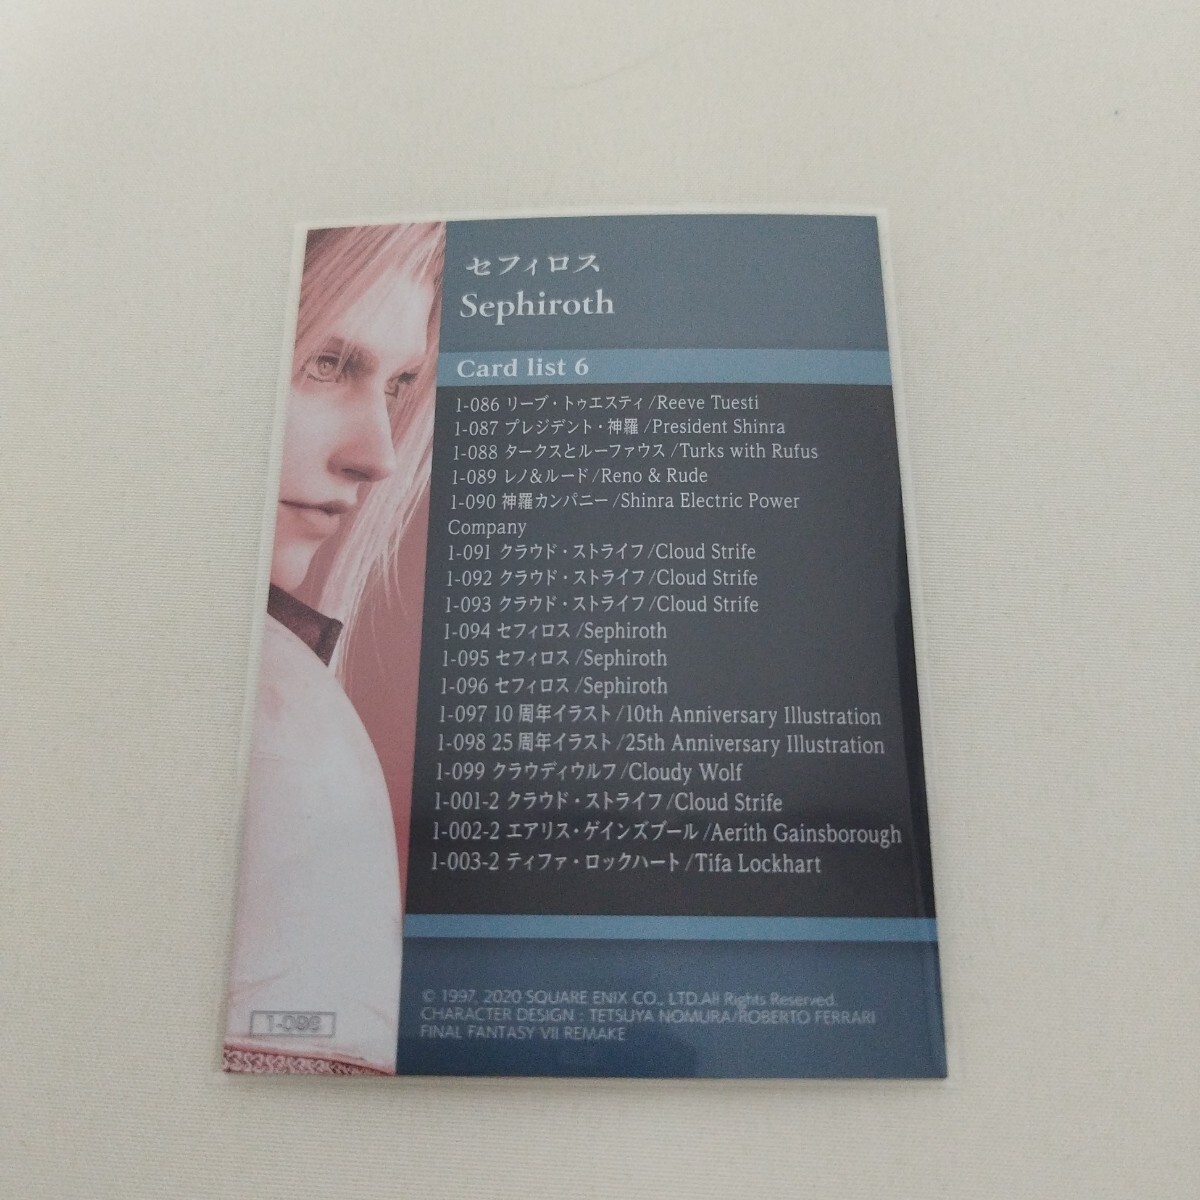 セフィロス
Sephiroth
Card list 6
1-086 リーブ・トゥエスティ/Reeve Tuesti
1-087 プレジデント・神羅/President Shinra
1-088 タークスとルーファウス/Turks with Rufus
1-089 レノ&ルード/Reno & Rude
1-090 神羅カンパニー/Shinra Electric Power
Company
1-091 クラウド・ストライフ/Cloud Strife
1-092 クラウド・ストライフ/Cloud Strife
1-093 クラウド・ストライフ/Cloud Strife
1-094 セフィロス/Sephiroth
1-095 セフィロス/Sephiroth
1-096 セフィロス/Sephiroth
1-097 10 周年イラスト/10th Anniversary Illustration
1-098 25 周年イラスト/25th Anniversary Illustration
1-099 クラウディウルフ/Cloudy Wolf
1-001-2 クラウド・ストライフ/Cloud Strife
1-002-2 エアリス・ゲインズブール/Aerith Gainsborough
1-003-2 ティファ・ロックハート/Tifa Lockhart
© 1997, 2020 SQUARE ENIX CO., LTD.All Rights Reserved.
CHARACTER DESIGN : TETSUYA NOMURA/ROBERTO FERRARI
FINAL FANTASY VII REMAKE